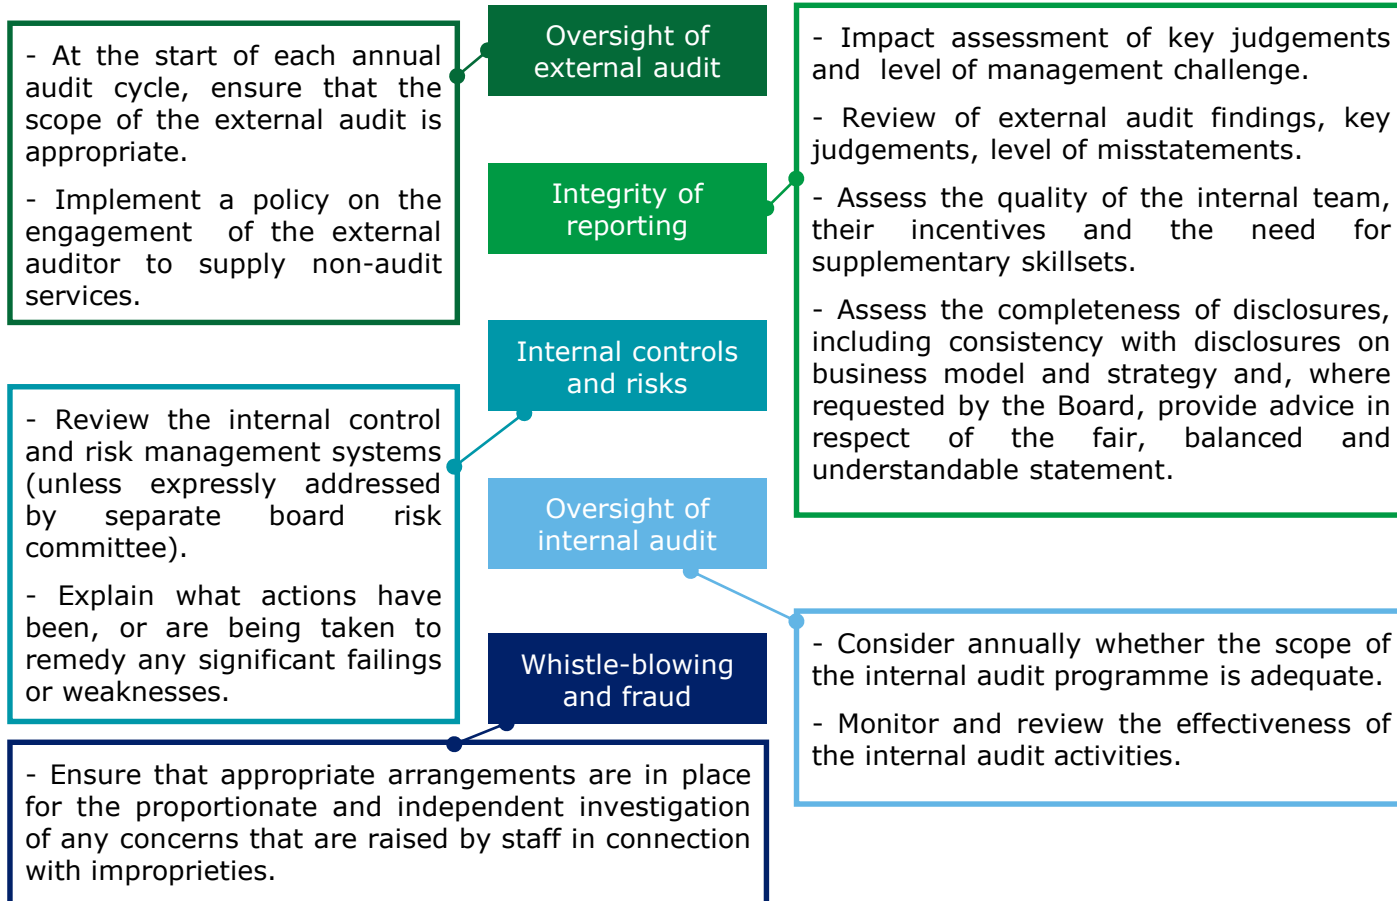 Oversight of
external audit
- At the start of each annual
audit cycle, ensure that the
scope of the external audit is
appropriate.
- Implement a policy on the
engagement of the external
auditor to supply non-audit
services.
Integrity of
reporting
- Impact assessment of key judgements
and level of management challenge.
- Review of external audit findings, key
judgements, level of misstatements.
- Assess the quality of the internal team,
their incentives and the need for
supplementary skillsets.
- Assess the completeness of disclosures,
including consistency with disclosures on
business model and strategy and, where
requested by the Board, provide advice in
respect of the fair, balanced and
understandable statement.
Internal controls
and risks
- Review the internal control
and risk management systems
(unless expressly addressed
by separate board risk
committee).
- Explain what actions have
been, or are being taken to
remedy any significant failings
or weaknesses.
Oversight of
internal audit
- Consider annually whether the scope of
the internal audit programme is adequate.
- Monitor and review the effectiveness of
the internal audit activities.
Whistle-blowing
and fraud
- Ensure that appropriate arrangements are in place
for the proportionate and independent investigation
of any concerns that are raised by staff in connection
with improprieties.